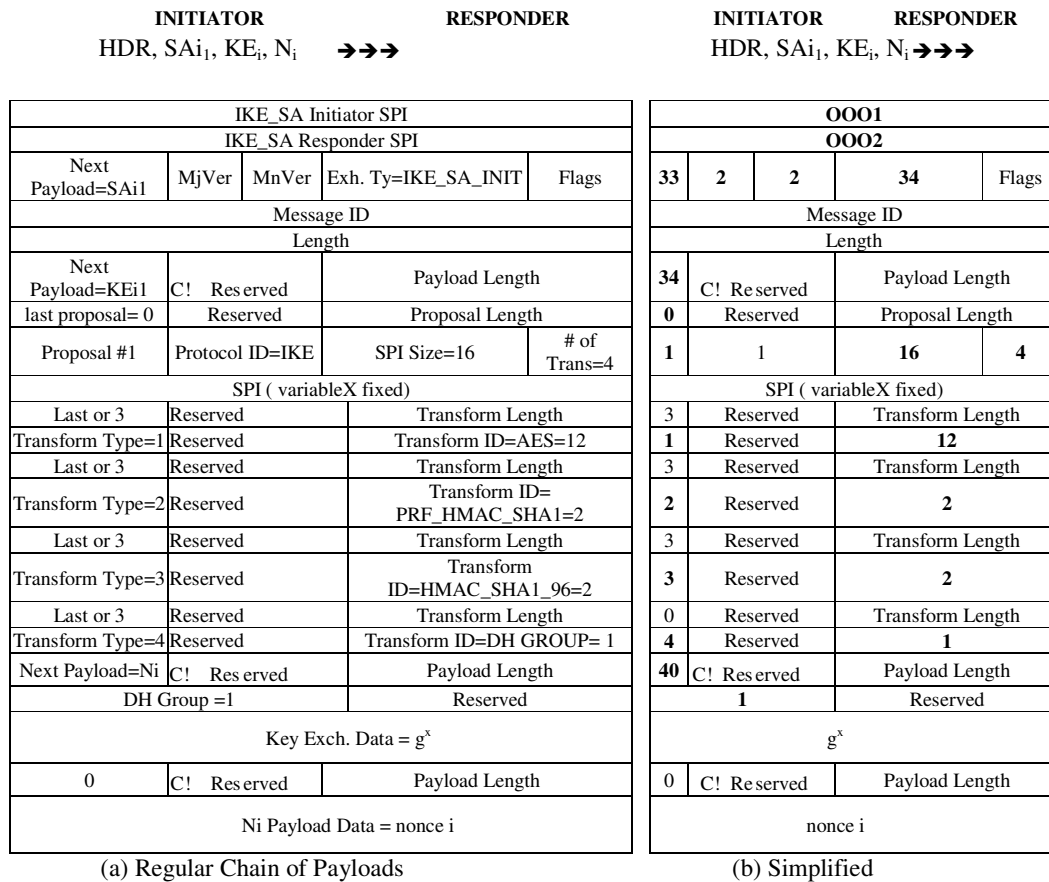 INITIATOR RESPONDER
HDR, SAi1, KEi, Ni ➔➔➔
IKE_SA Initiator SPI
IKE_SA Responder SPI
Next Payload=SAi1 MjVer MnVer Exh. Ty=IKE_SA_INIT Flags
Message ID
Length
Next Payload=KEi1 C! Reserved Payload Length
last proposal= 0 Reserved Proposal Length
Proposal #1 Protocol ID=IKE SPI Size=16 # of Trans=4
SPI ( variableX fixed)
Last or 3 Reserved Transform Length
Transform Type=1 Reserved Transform ID=AES=12
Last or 3 Reserved Transform Length
Transform Type=2 Reserved Transform ID= PRF_HMAC_SHA1=2
Last or 3 Reserved Transform Length
Transform Type=3 Reserved Transform ID=HMAC_SHA1_96=2
Last or 3 Reserved Transform Length
Transform Type=4 Reserved Transform ID=DH GROUP= 1
Next Payload=Ni C! Reserved Payload Length
DH Group =1 Reserved
Key Exch. Data = g^x
0 C! Reserved Payload Length
Ni Payload Data = nonce i
(a) Regular Chain of Payloads
INITIATOR RESPONDER
HDR, SAi1, KEi, Ni ➔➔➔
OOO1
OOO2
33 2 2 34 Flags
Message ID
Length
34 C! Reserved Payload Length
0 Reserved Proposal Length
1 1 16 4
SPI ( variableX fixed)
3 Reserved Transform Length
1 Reserved 12
3 Reserved Transform Length
2 Reserved 2
3 Reserved Transform Length
3 Reserved 2
0 Reserved Transform Length
4 Reserved 1
40 C! Reserved Payload Length
1 Reserved
g^x
0 C! Reserved Payload Length
nonce i
(b) Simplified